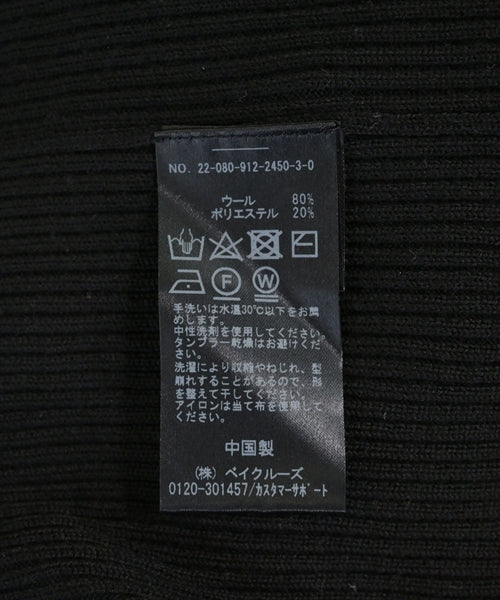 NO. 22-080-912-2450-3-0
ウール 80%
ポリエステル 20%
F W
手洗いは水温30℃以下をお薦
めします。
中性洗剤を使用してください。
タンブラー乾燥はお避けくださ
い。
洗濯により収縮やねじれ、型
崩れすることがあるので、形
を整えて干してください。
アイロンは当て布を使用してく
ださい。
中国製
(株) ベイクルーズ
0120-301457/カスタマーサポート